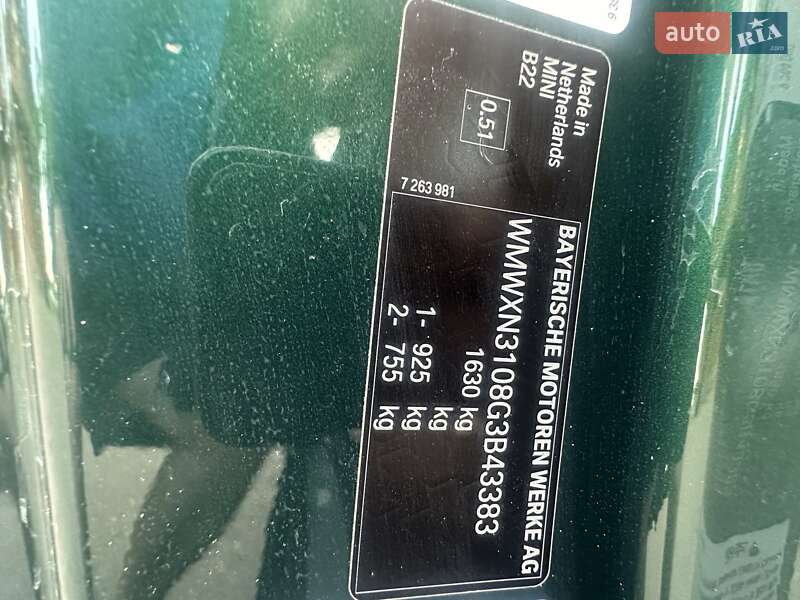 auto RIA
Made in
Netherlands
MINI
B22
0.51
7 263 981
BAYERISCHE MOTOREN WERKE AG
WMWXN3108G3B43383
1630 kg
kg
1- 925 kg
2- 755 kg